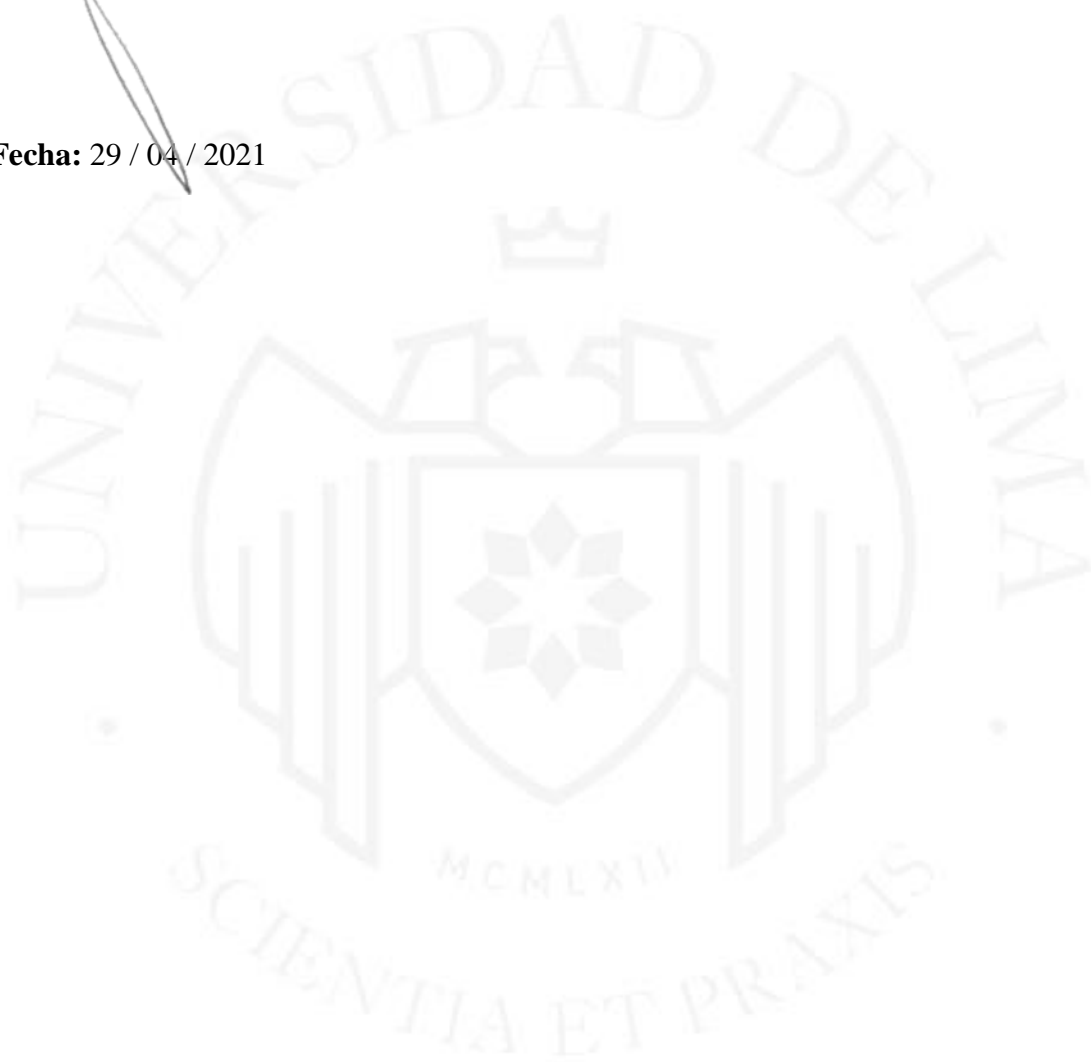 Fecha: 29 / 04 / 2021
UNIVERSIDAD DE LIMA
MCMLXII
SCIENTIA ET PRAXIS